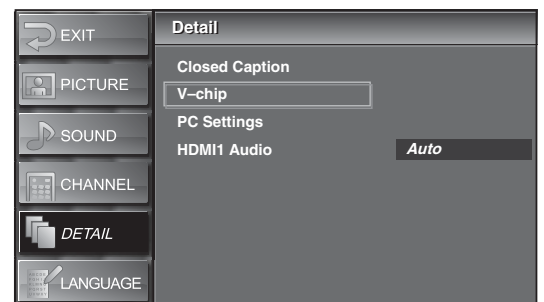 EXIT
PICTURE
SOUND
CHANNEL
DETAIL
LANGUAGE
Detail
Closed Caption
V–chip
PC Settings
HDMI1 Audio Auto